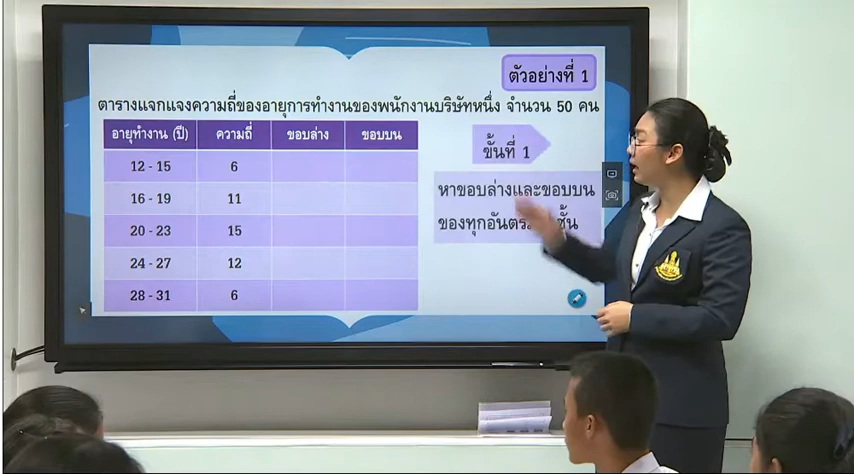 ตัวอย่างที่ 1
ตารางแจกแจงความถี่ของอายุการทำงานของพนักงานบริษัทหนึ่ง จำนวน 50 คน
อายุทำงาน (ปี) ความถี่ ขอบล่าง ขอบบน
12 - 15 6
16 - 19 11
20 - 23 15
24 - 27 12
28 - 31 6
ขั้นที่ 1
หาขอบล่างและขอบบน
ของทุกอันตร ชั้น